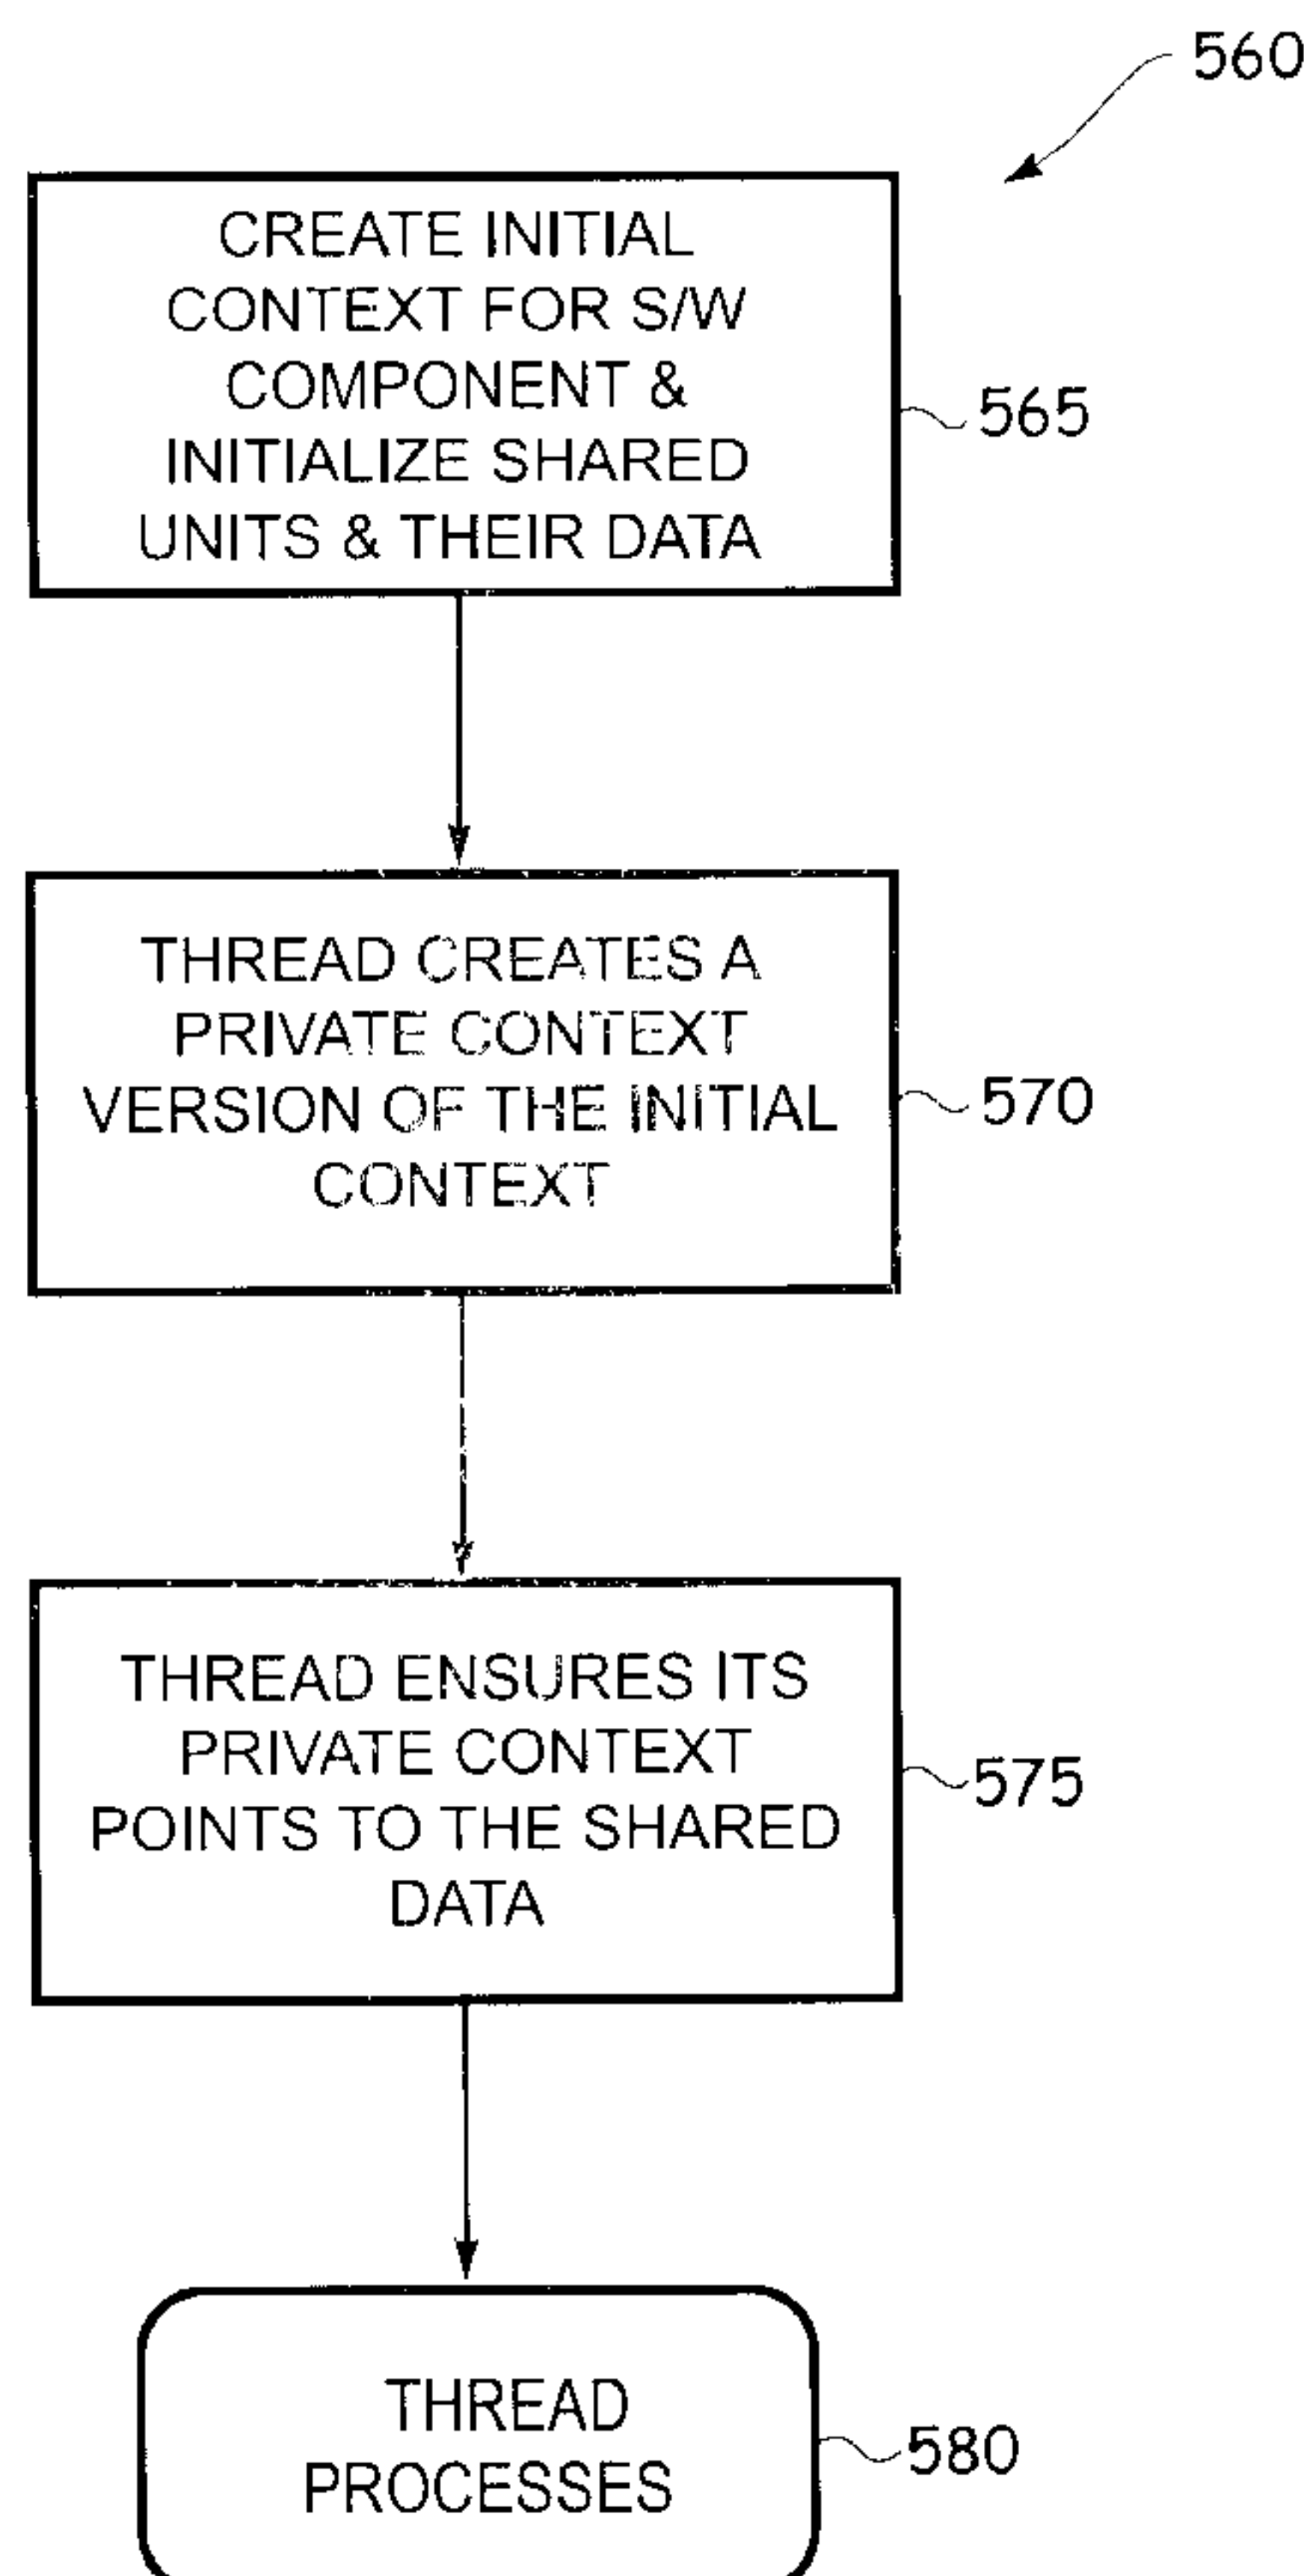 560
CREATE INITIAL
CONTEXT FOR S/W
COMPONENT &
INITIALIZE SHARED
UNITS & THEIR DATA
565
THREAD CREATES A
PRIVATE CONTEXT
VERSION OF THE INITIAL
CONTEXT
570
THREAD ENSURES ITS
PRIVATE CONTEXT
POINTS TO THE SHARED
DATA
575
THREAD
PROCESSES
580